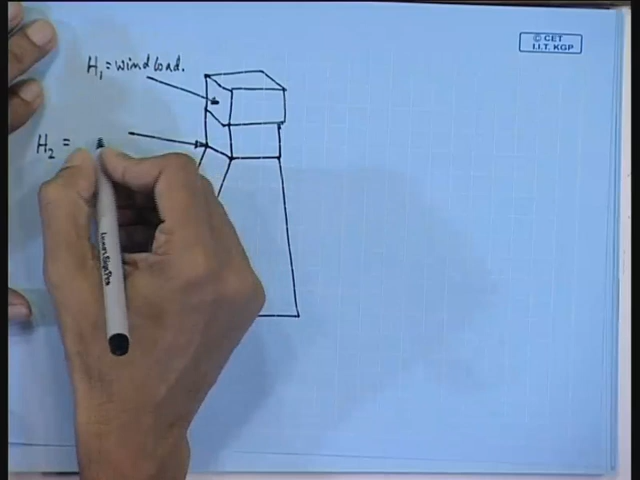 © CET
I.I.T. KGP
H₁ = wind load.
H₂ =